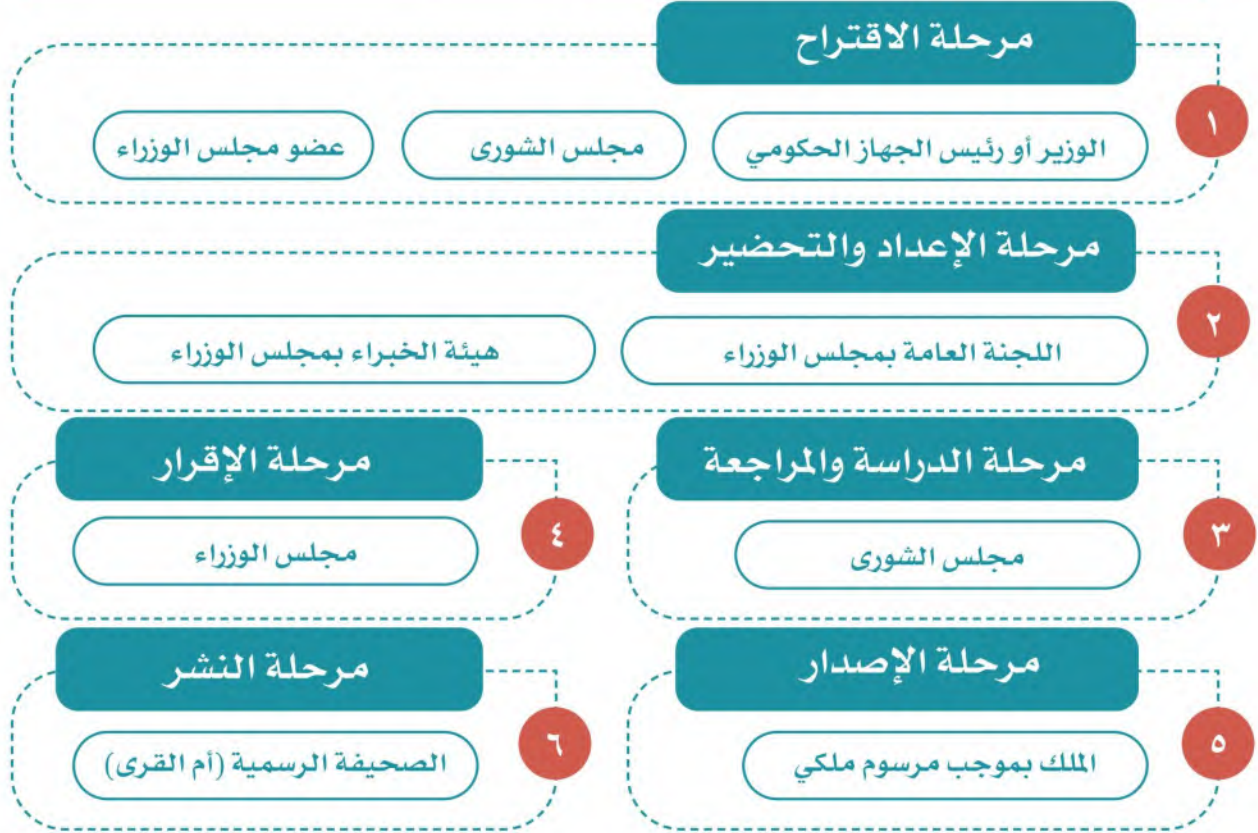 مرحلة الاقتراح
١
الوزير أو رئيس الجهاز الحكومي
مجلس الشورى
عضو مجلس الوزراء
مرحلة الإعداد والتحضير
٢
اللجنة العامة بمجلس الوزراء
هيئة الخبراء بمجلس الوزراء
مرحلة الدراسة والمراجعة
٣
مجلس الشورى
مرحلة الإقرار
٤
مجلس الوزراء
مرحلة الإصدار
٥
الملك بموجب مرسوم ملكي
مرحلة النشر
٦
الصحيفة الرسمية (أم القرى)